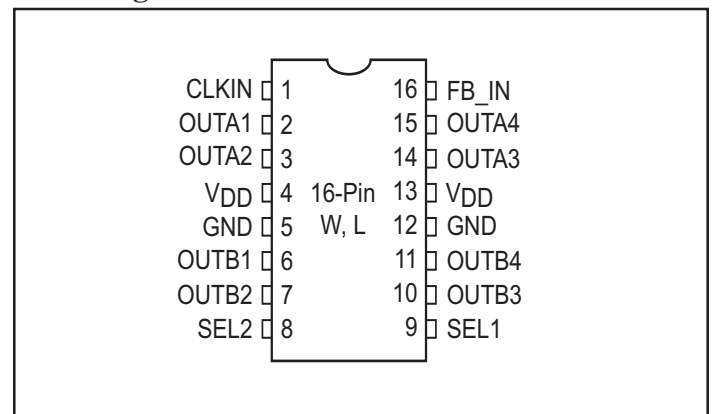 CLKIN 1 16 FB_IN
OUTA1 2 15 OUTA4
OUTA2 3 14 OUTA3
VDD 4 16-Pin 13 VDD
GND 5 W, L 12 GND
OUTB1 6 11 OUTB4
OUTB2 7 10 OUTB3
SEL2 8 9 SEL1